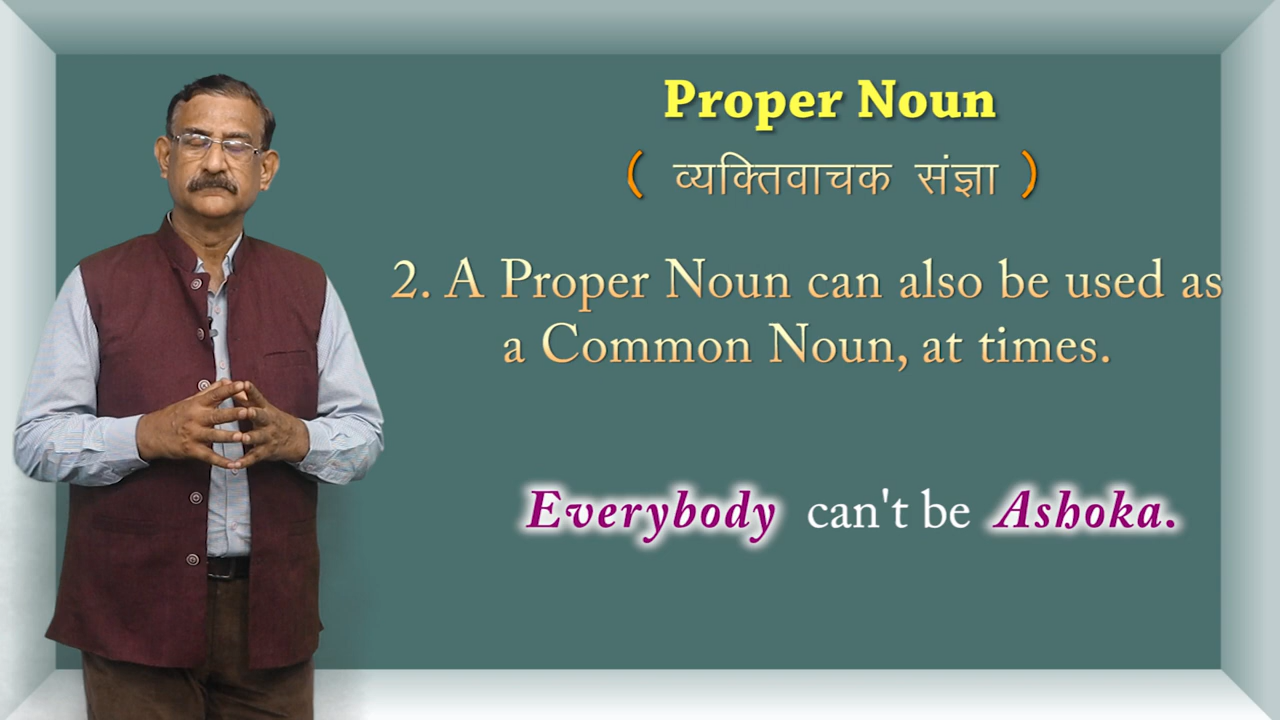 Proper Noun
( व्यक्तिवाचक संज्ञा )
2. A Proper Noun can also be used as
a Common Noun, at times.
Everybody can't be Ashoka.